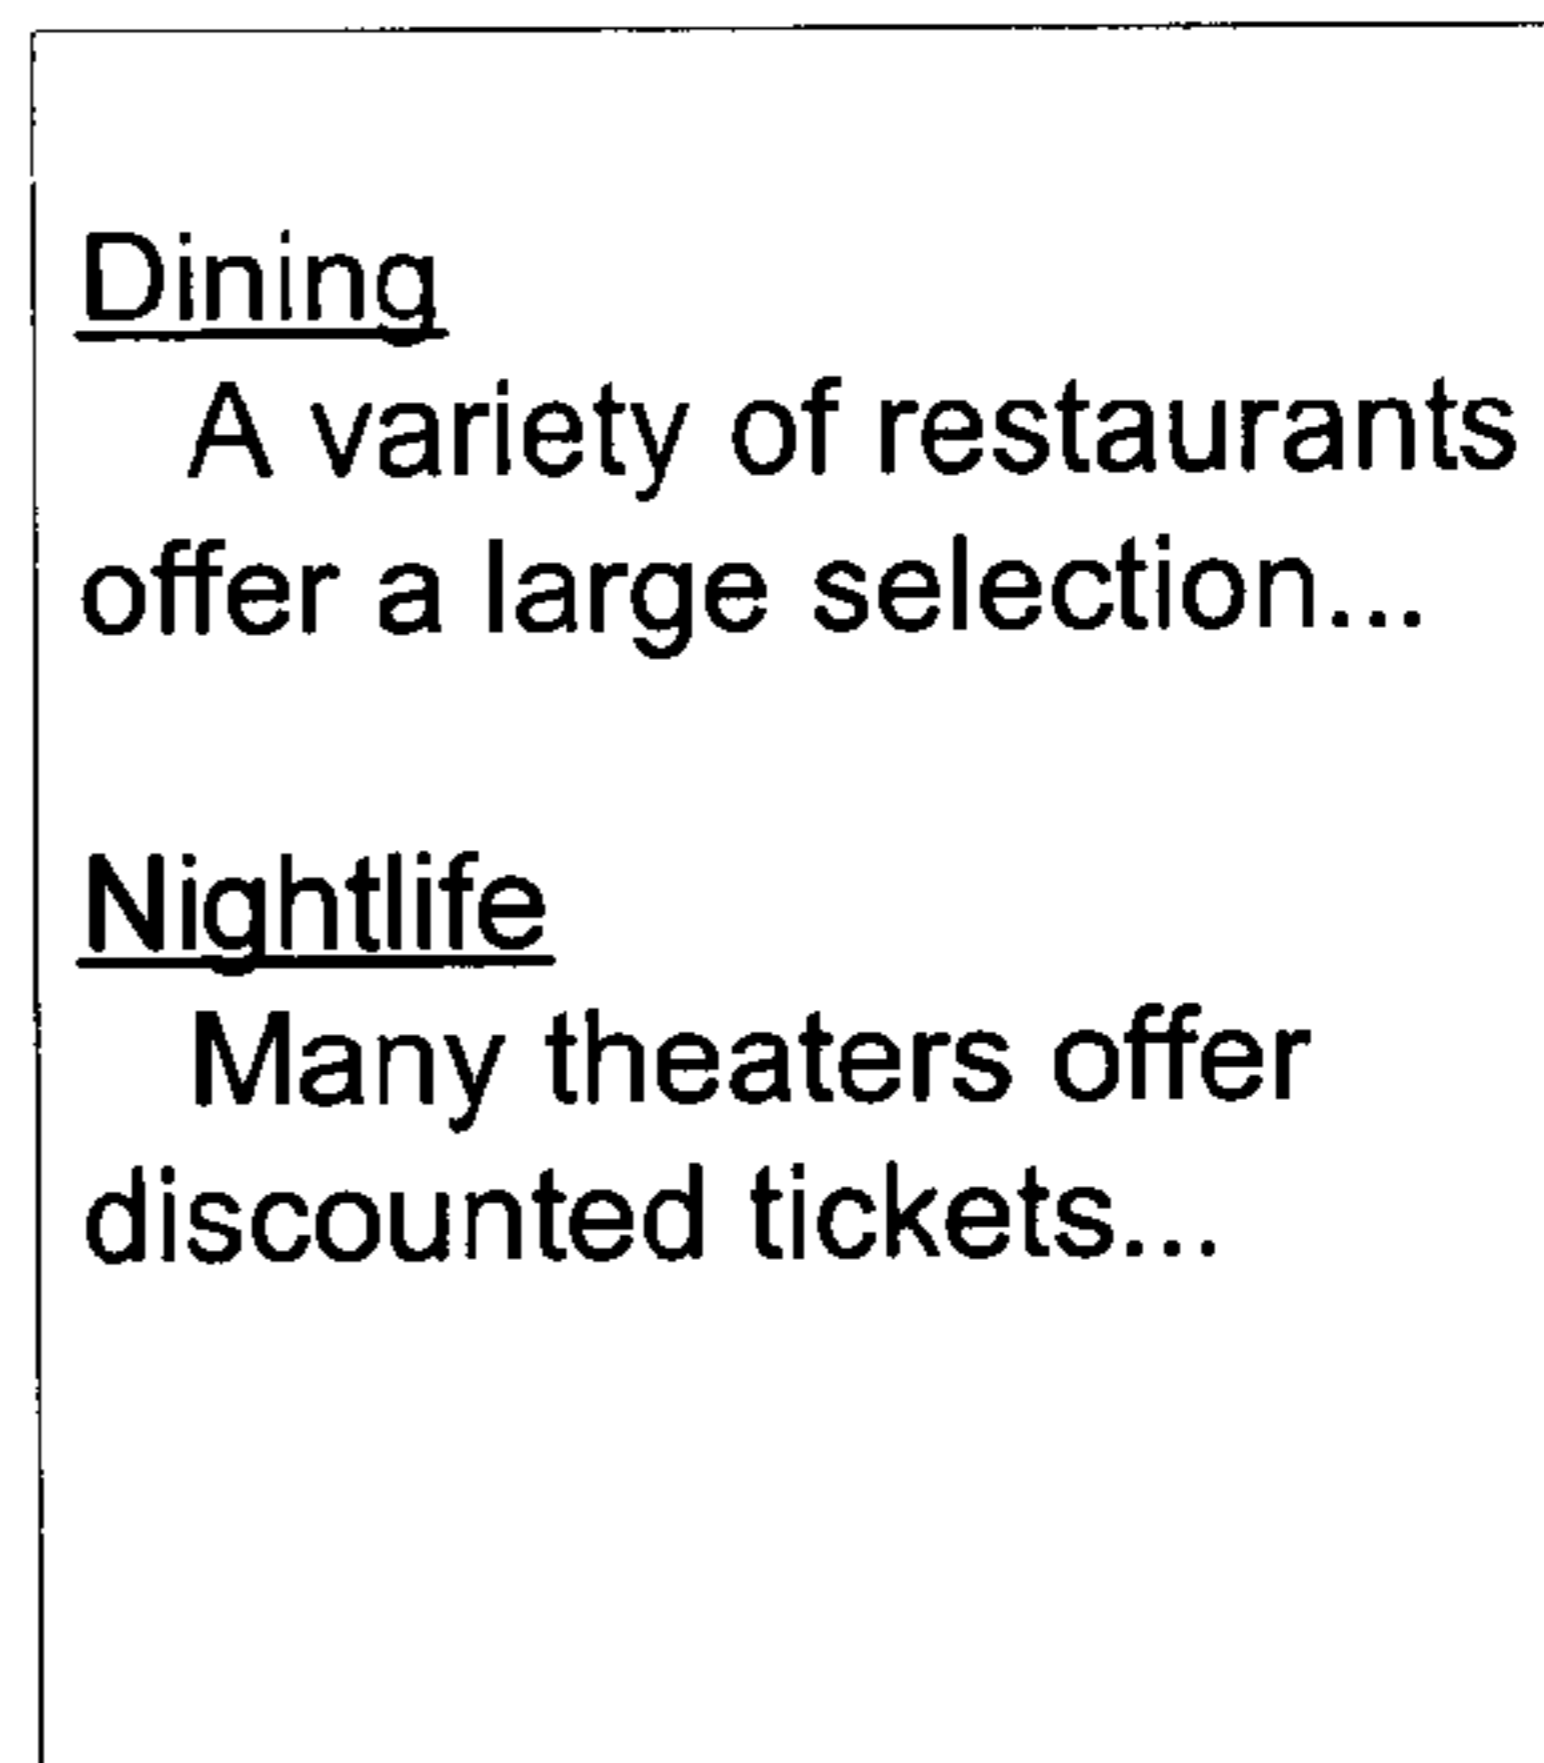 Dining
A variety of restaurants
offer a large selection...
Nightlife
Many theaters offer
discounted tickets...